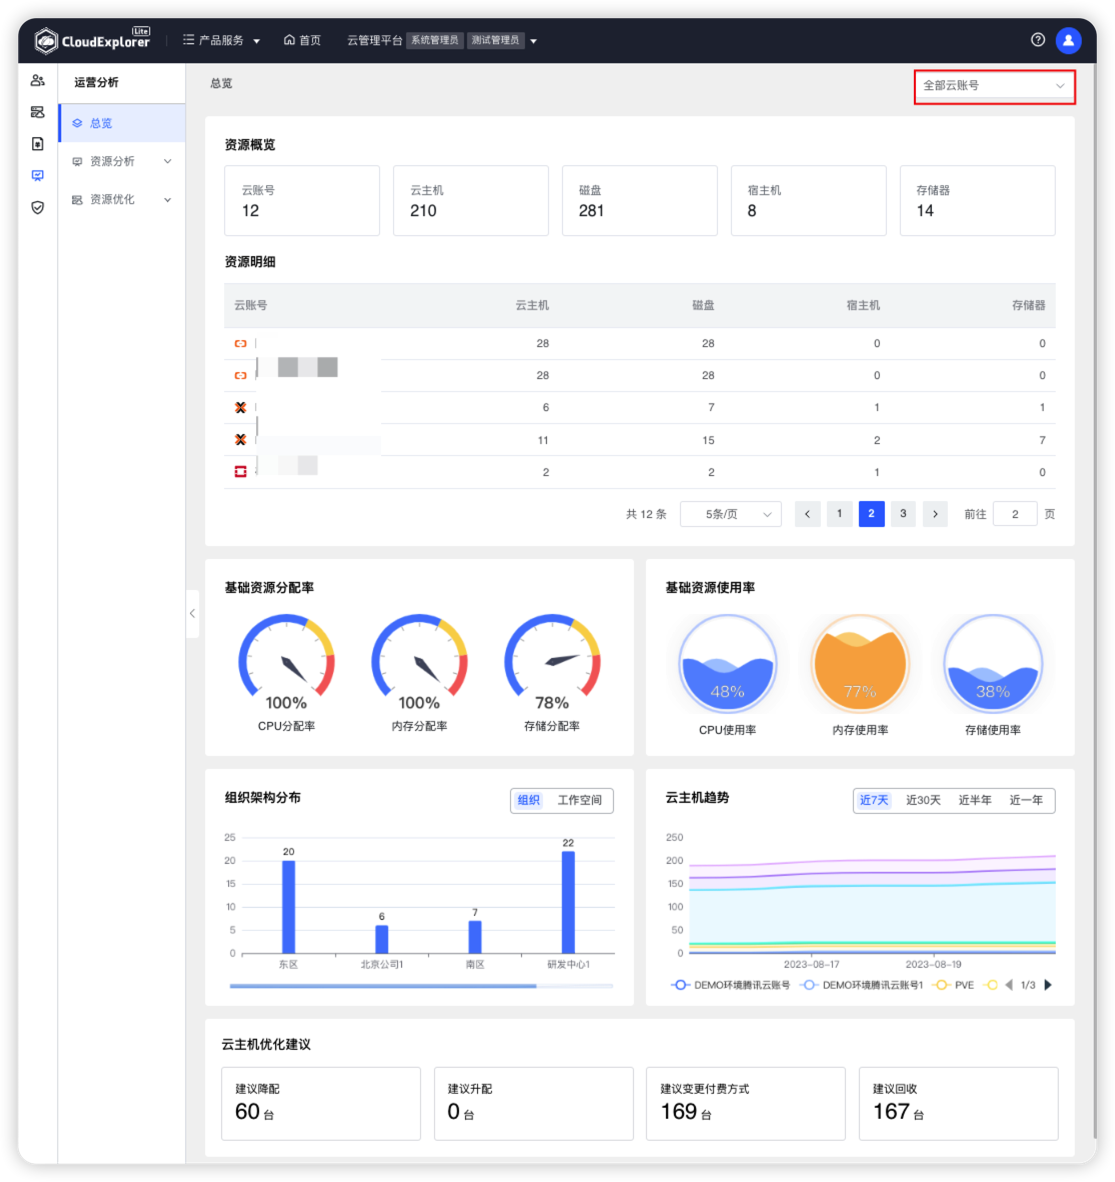 CloudExplorer Lite 产品服务 首页 云管理平台 系统管理员 测试管理员
运营分析
总览
资源分析
资源优化
总览 全部云账号
资源概览
云账号 云主机 磁盘 宿主机 存储器
12 210 281 8 14
资源明细
云账号 云主机 磁盘 宿主机 存储器
28 28 0 0
28 28 0 0
6 7 1 1
11 15 2 7
2 2 1 0
共 12 条 5条/页 < 1 2 3 > 前往 2 页
基础资源分配率
100% 100% 78%
CPU分配率 内存分配率 存储分配率
基础资源使用率
48% 77% 38%
CPU使用率 内存使用率 存储使用率
组织架构分布 组织 工作空间
25
20
15
10
5
0
20 6 7 22
东区 北京公司1 南区 研发中心1
云主机趋势 近7天 近30天 近半年 近一年
250
200
150
100
50
0
2023-08-17 2023-08-19
DEMO环境腾讯云账号 DEMO环境腾讯云账号1 PVE 1/3
云主机优化建议
建议降配 建议升配 建议变更付费方式 建议回收
60 台 0 台 169 台 167 台